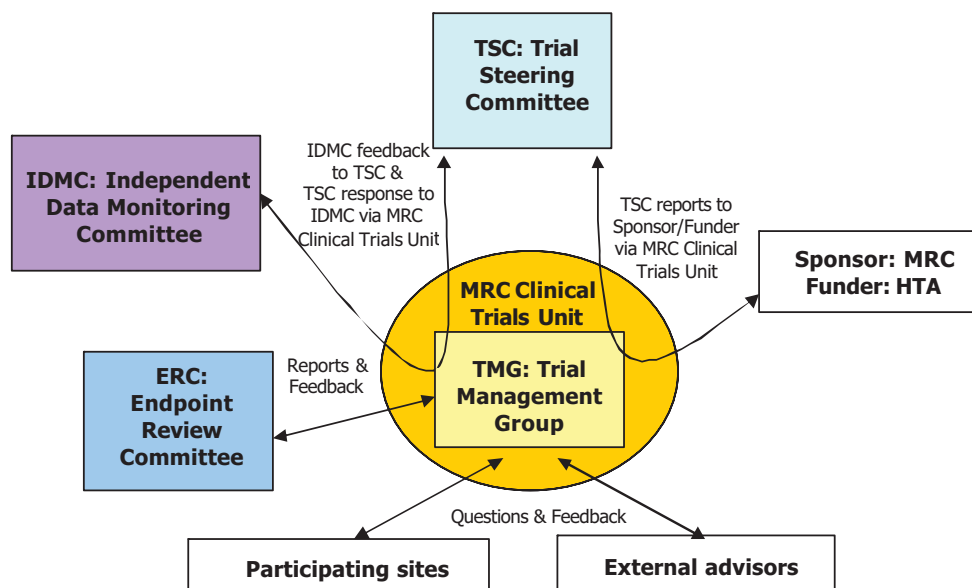 TSC: Trial
Steering
Committee
IDMC: Independent
Data Monitoring
Committee
IDMC feedback
to TSC &
TSC response to
IDMC via MRC
Clinical Trials Unit
TSC reports to
Sponsor/Funder
via MRC Clinical
Trials Unit
Sponsor: MRC
Funder: HTA
MRC Clinical
Trials Unit
TMG: Trial
Management
Group
ERC:
Endpoint
Review
Committee
Reports &
Feedback
Questions & Feedback
Participating sites
External advisors